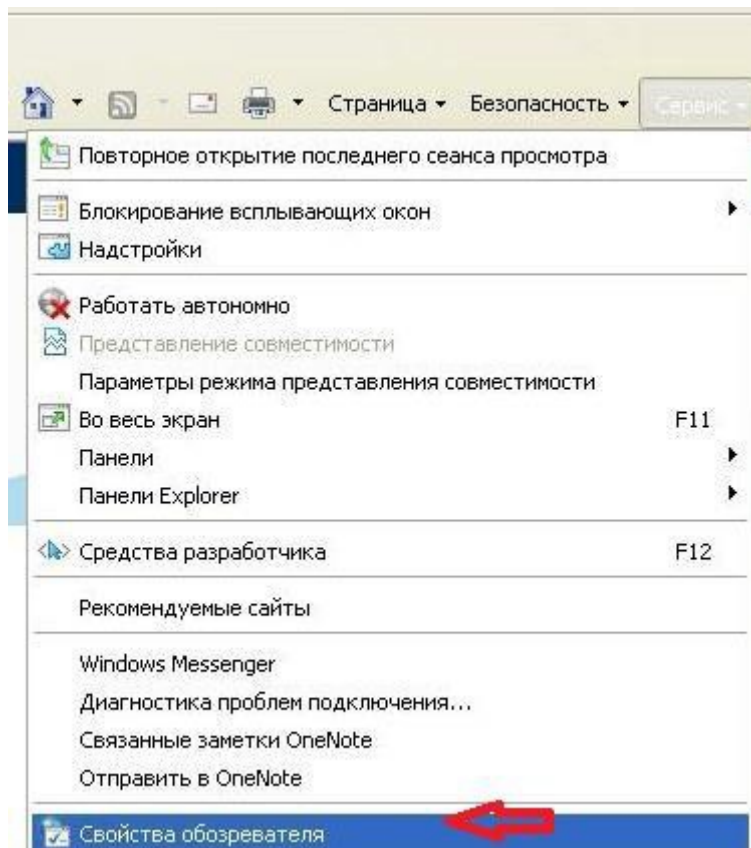 Страница Безопасность Сервис
Повторное открытие последнего сеанса просмотра
Блокирование всплывающих окон
Надстройки
Работать автономно
Представление совместимости
Параметры режима представления совместимости
Во весь экран F11
Панели
Панели Explorer
Средства разработчика F12
Рекомендуемые сайты
Windows Messenger
Диагностика проблем подключения...
Связанные заметки OneNote
Отправить в OneNote
Свойства обозревателя